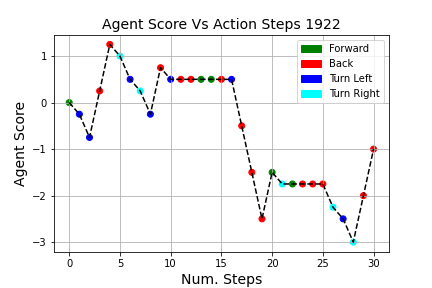 Agent Score Vs Action Steps 1922
Forward
Back
Turn Left
Turn Right
1
0
−1
−2
−3
Agent Score
0 5 10 15 20 25 30
Num. Steps